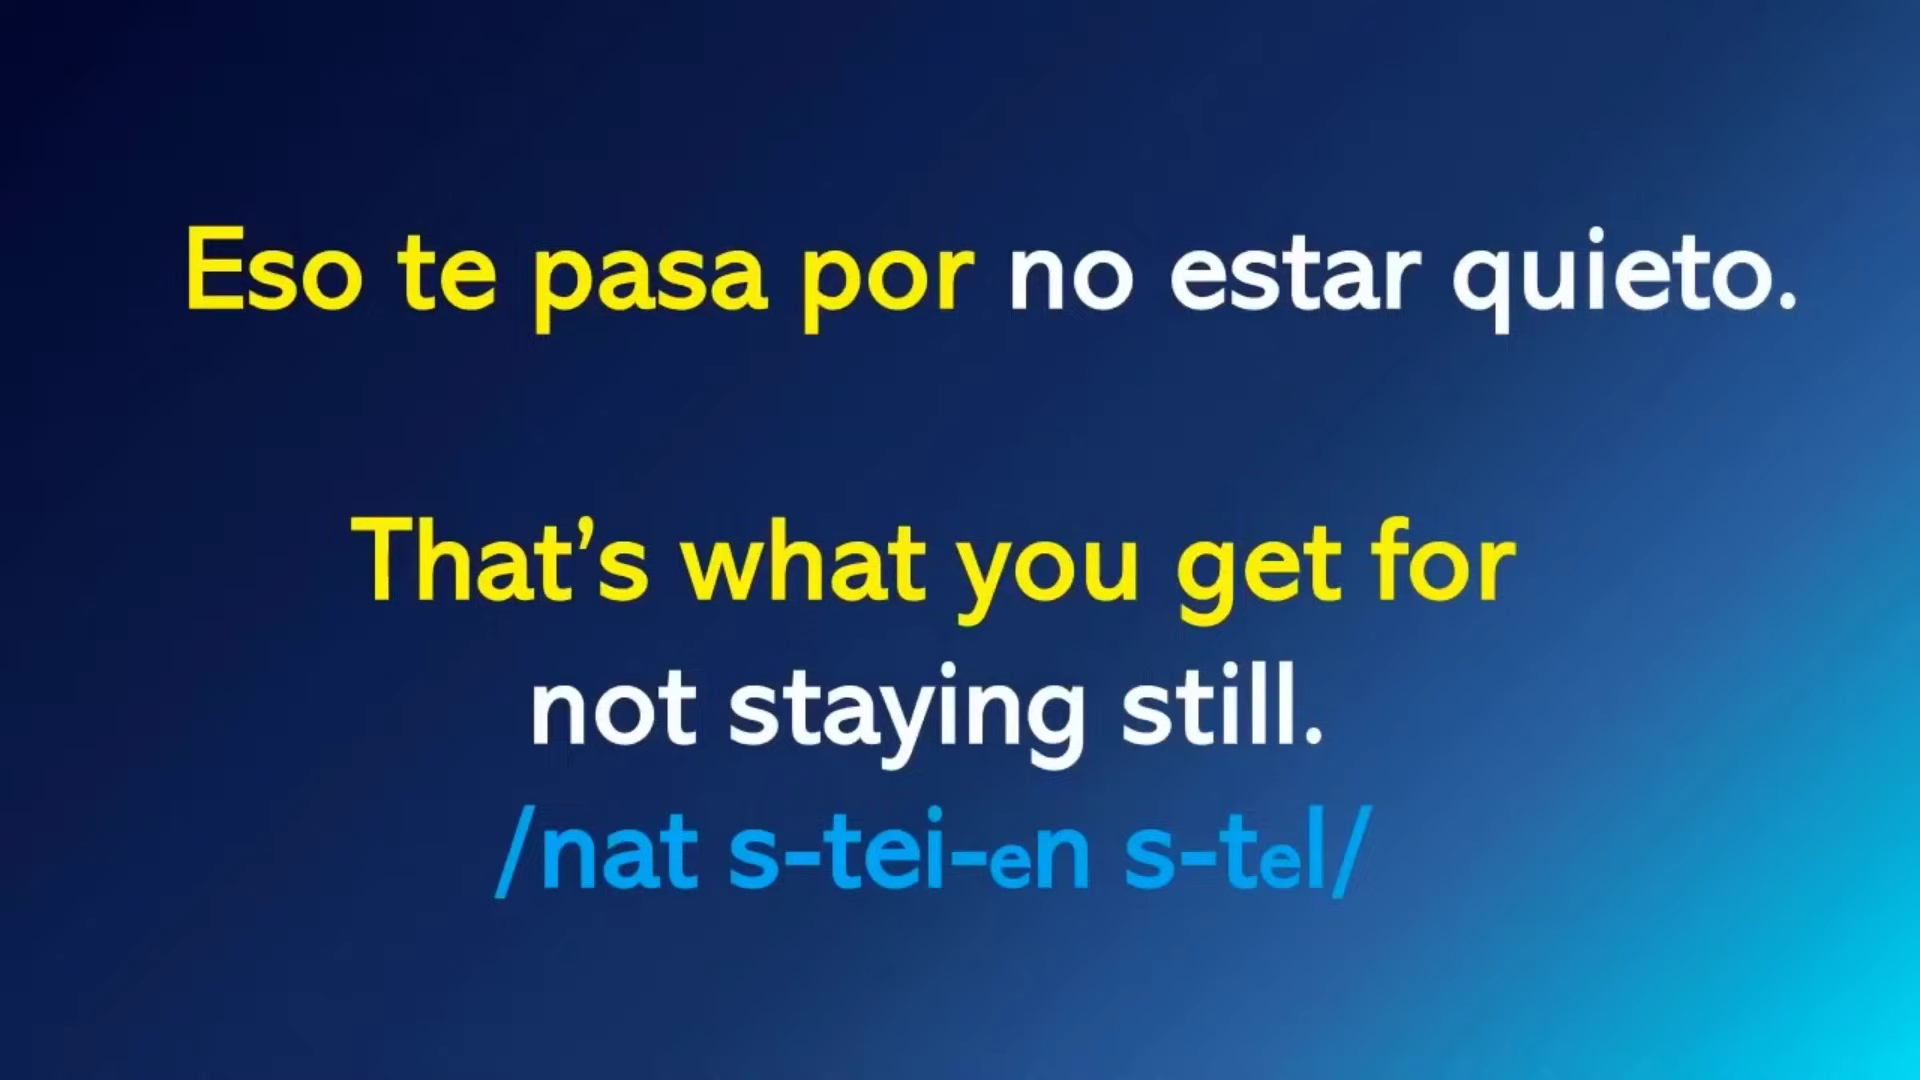 Eso te pasa por no estar quieto.
That’s what you get for
not staying still.
/nat s-tei-en s-tel/